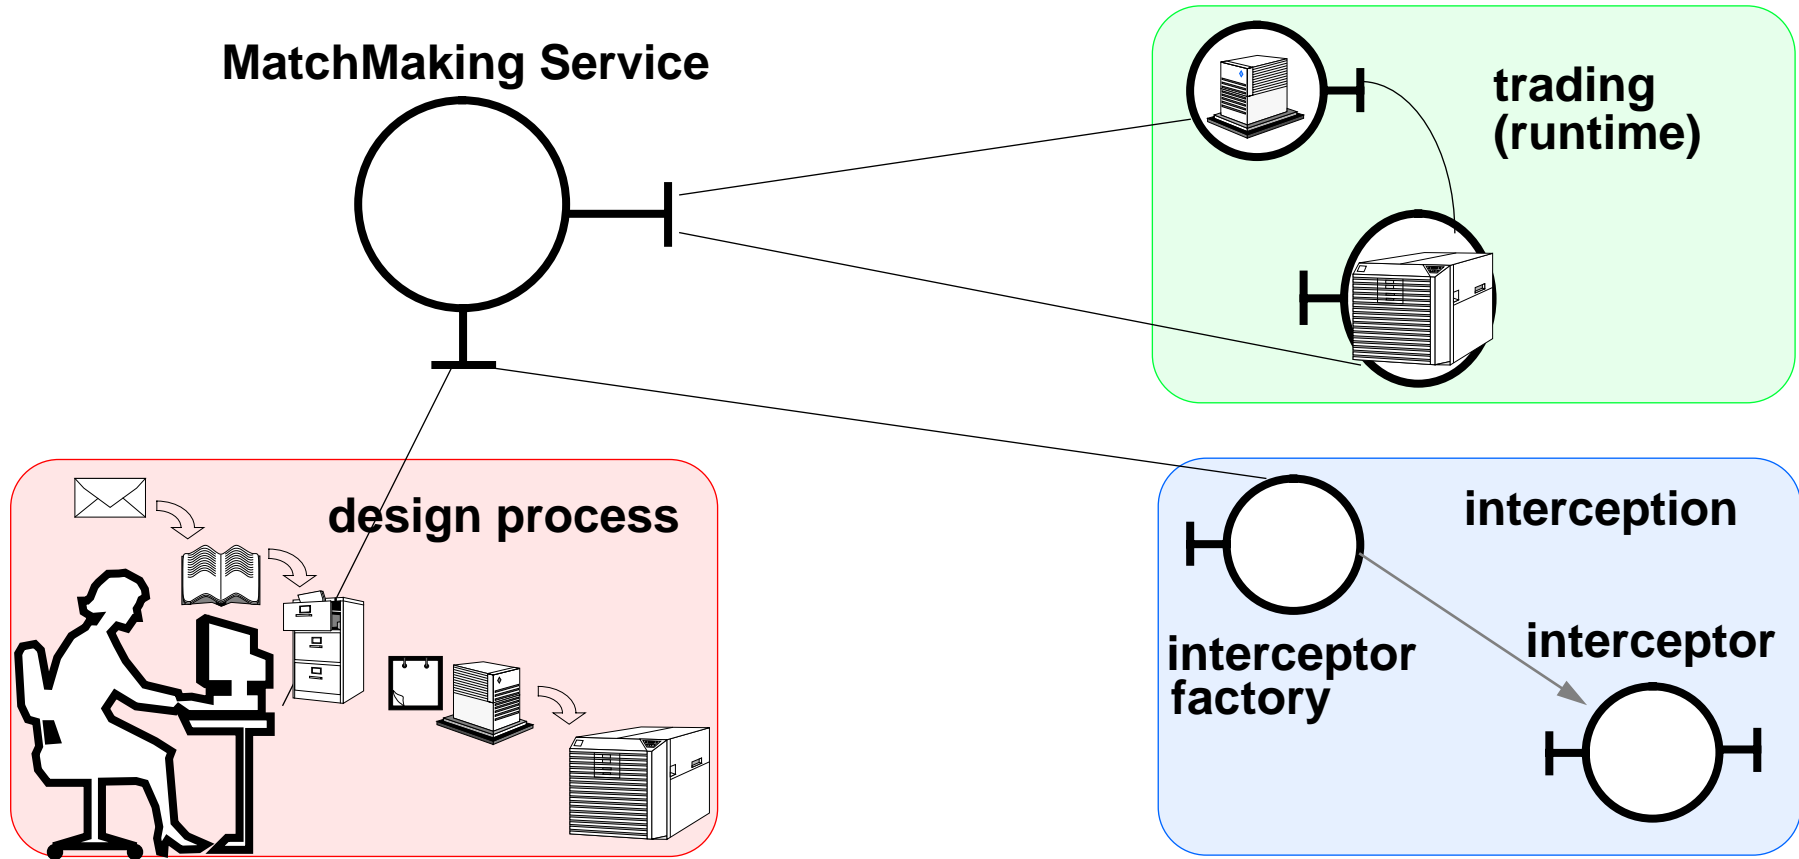 MatchMaking Service
trading
(runtime)
design process
interception
interceptor
factory
interceptor